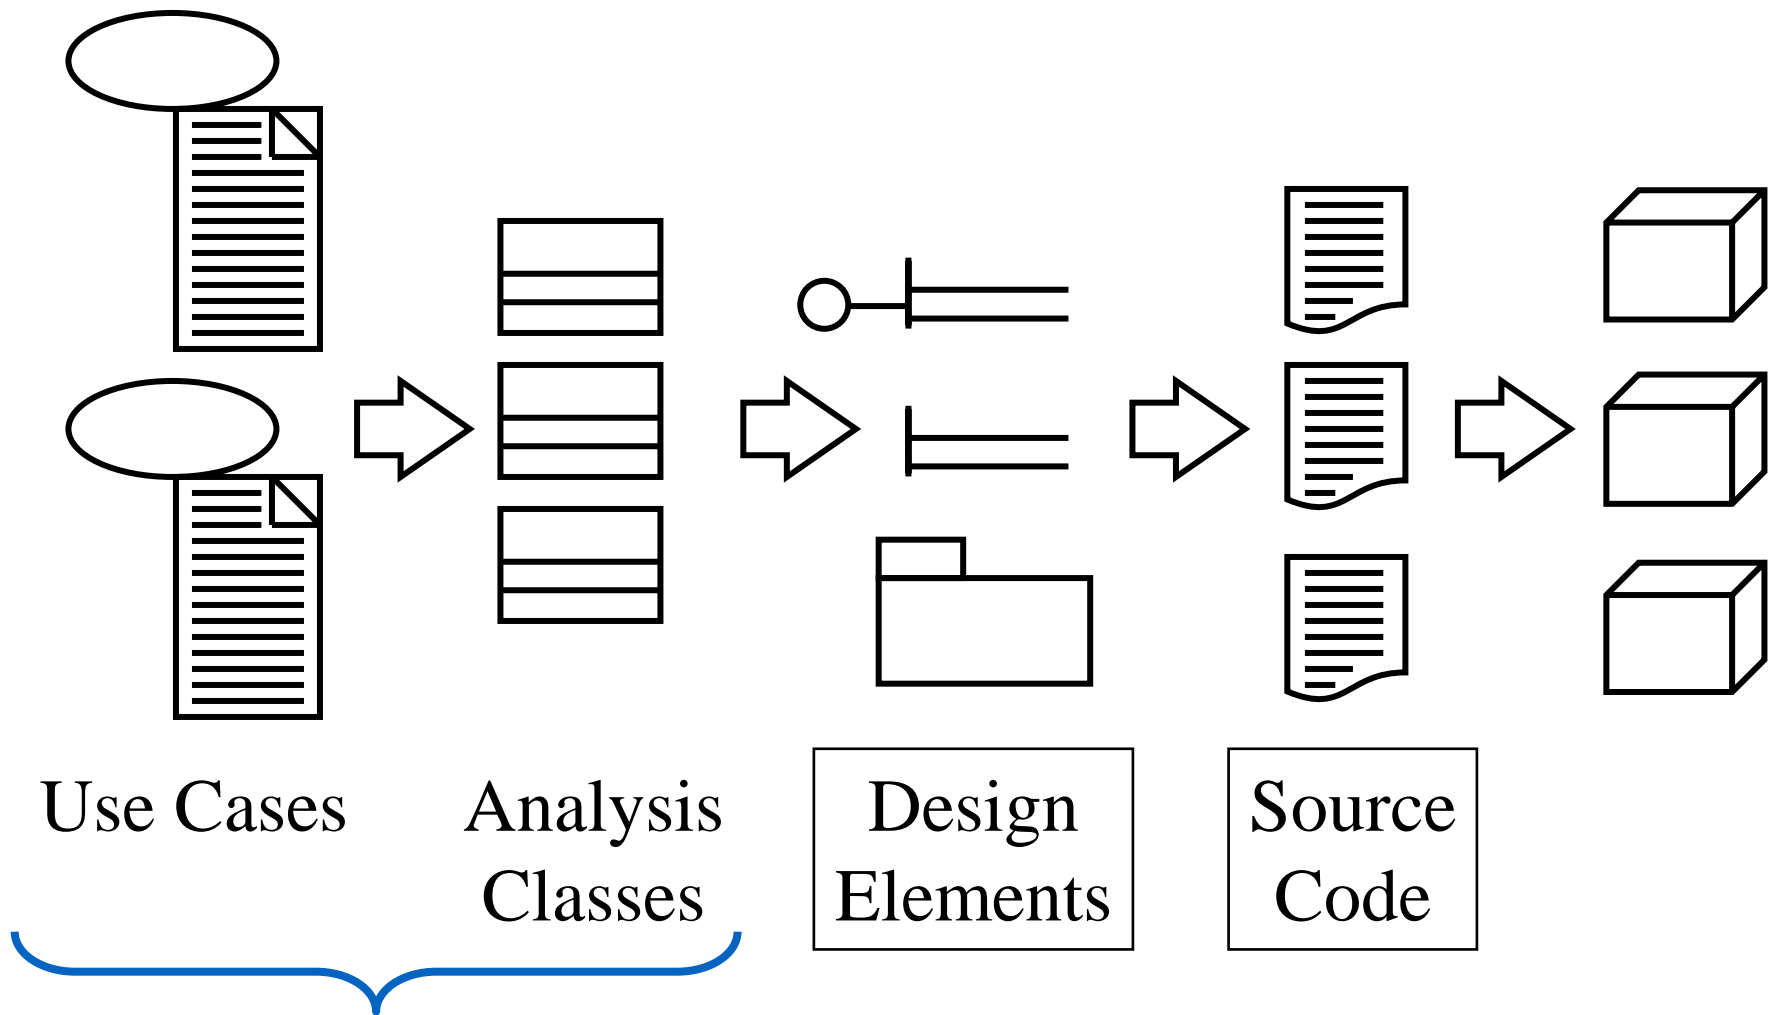 Use Cases
Analysis
Classes
Design
Elements
Source
Code